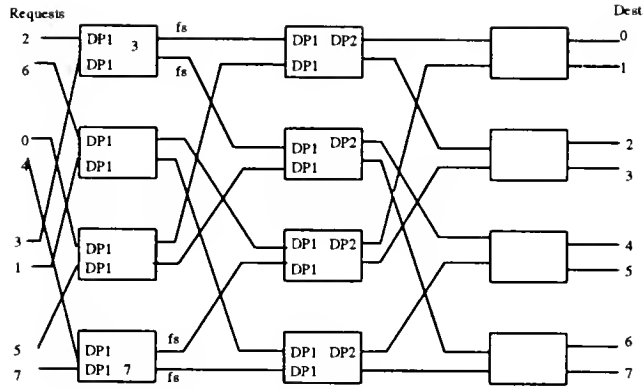 Requests Dest
2 DP1 3 fs DP1 DP2 0
6 DP1 fs DP1 1
0 DP1 DP1 DP2 2
4 DP1 DP1 3
3 DP1 DP1 DP2 4
1 DP1 DP1 5
5 DP1 fs DP1 DP2 6
7 DP1 7 fs DP1 7